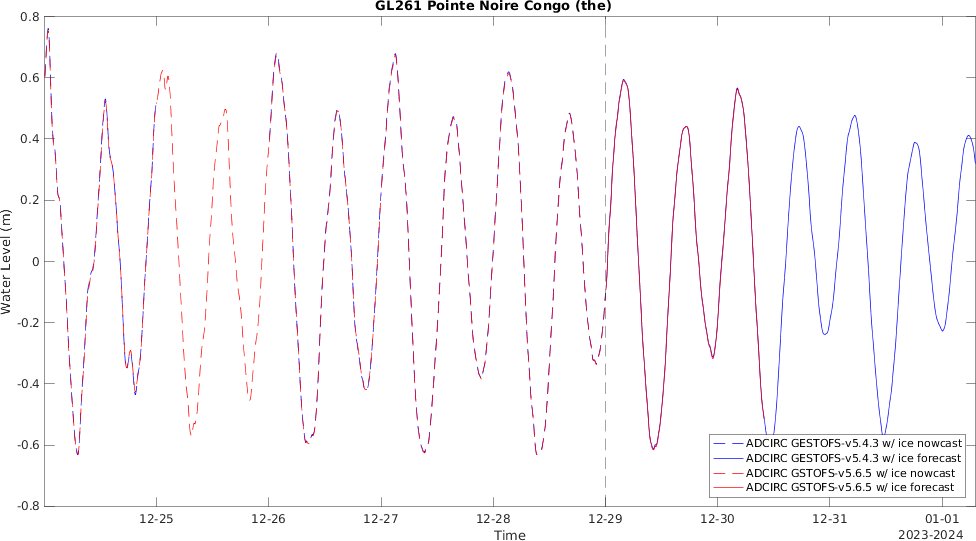 GL261 Pointe Noire Congo (the)
Water Level (m)
0.8
0.6
0.4
0.2
0
-0.2
-0.4
-0.6
-0.8
ADCIRC GESTOFS-v5.4.3 w/ ice nowcast
ADCIRC GESTOFS-v5.4.3 w/ ice forecast
ADCIRC GSTOFS-v5.6.5 w/ ice nowcast
ADCIRC GSTOFS-v5.6.5 w/ ice forecast
12-25 12-26 12-27 12-28 12-29 12-30 12-31 01-01
Time
2023-2024